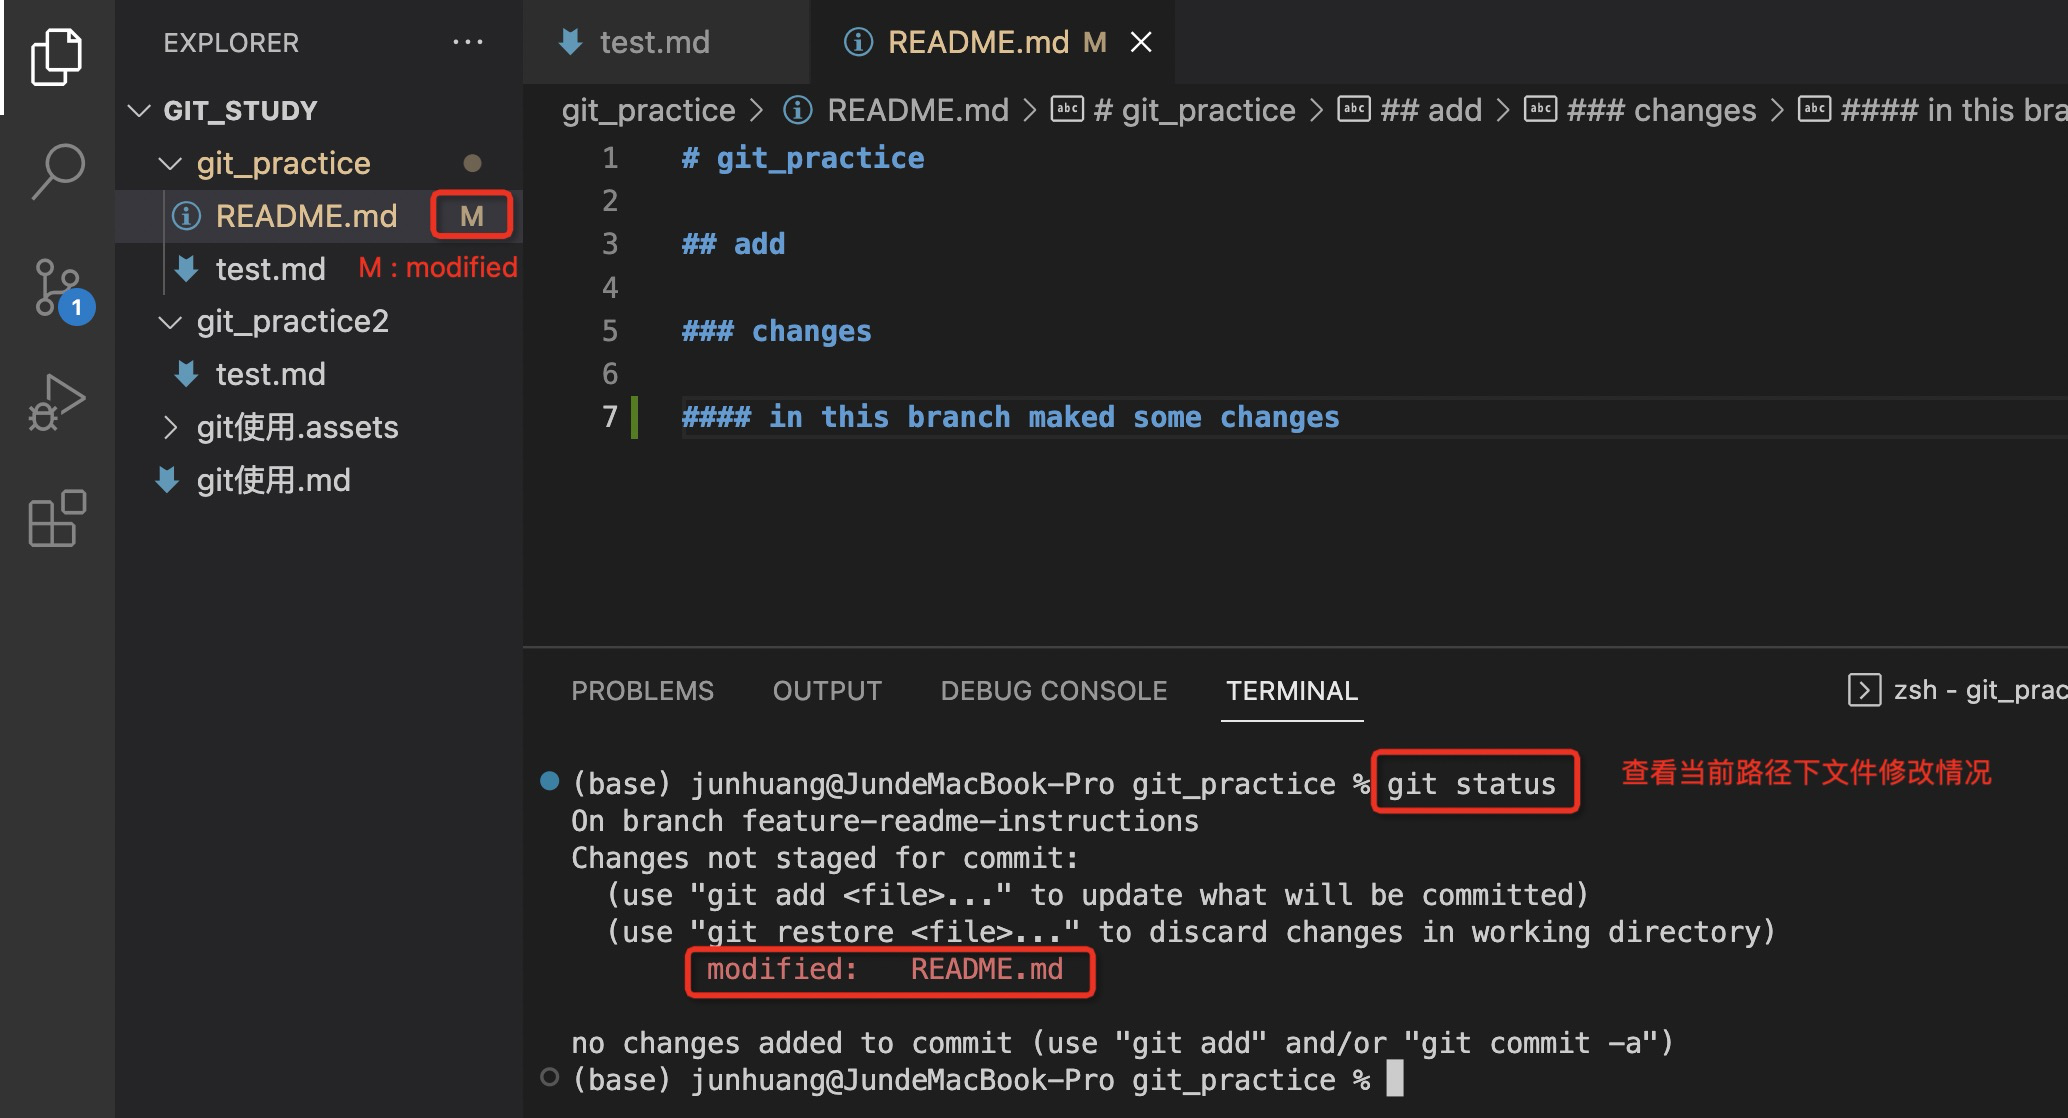 EXPLORER ...
GIT_STUDY
git_practice
README.md M
test.md M : modified
git_practice2
test.md
git使用.assets
git使用.md
1
test.md
README.md M
git_practice > README.md > # git_practice > ## add > ### changes > #### in this bra
1 # git_practice
2
3 ## add
4
5 ### changes
6
7 #### in this branch maked some changes
PROBLEMS OUTPUT DEBUG CONSOLE TERMINAL zsh - git_prac
(base) junhuang@JundeMacBook-Pro git_practice % git status 查看当前路径下文件修改情况
On branch feature-readme-instructions
Changes not staged for commit:
(use "git add <file>..." to update what will be committed)
(use "git restore <file>..." to discard changes in working directory)
modified: README.md
no changes added to commit (use "git add" and/or "git commit -a")
(base) junhuang@JundeMacBook-Pro git_practice %